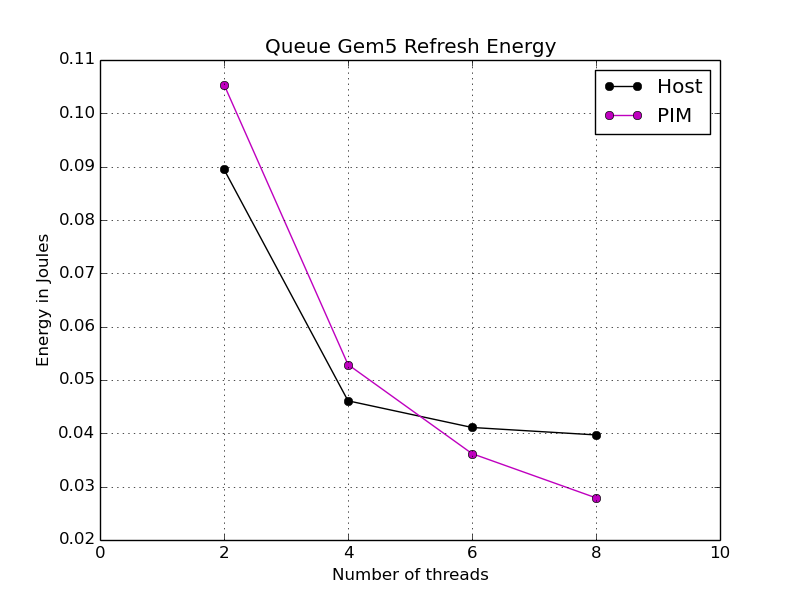 Queue Gem5 Refresh Energy
Host
PIM
0.11
0.10
0.09
0.08
0.07
0.06
0.05
0.04
0.03
0.02
Energy in Joules
0 2 4 6 8 10
Number of threads